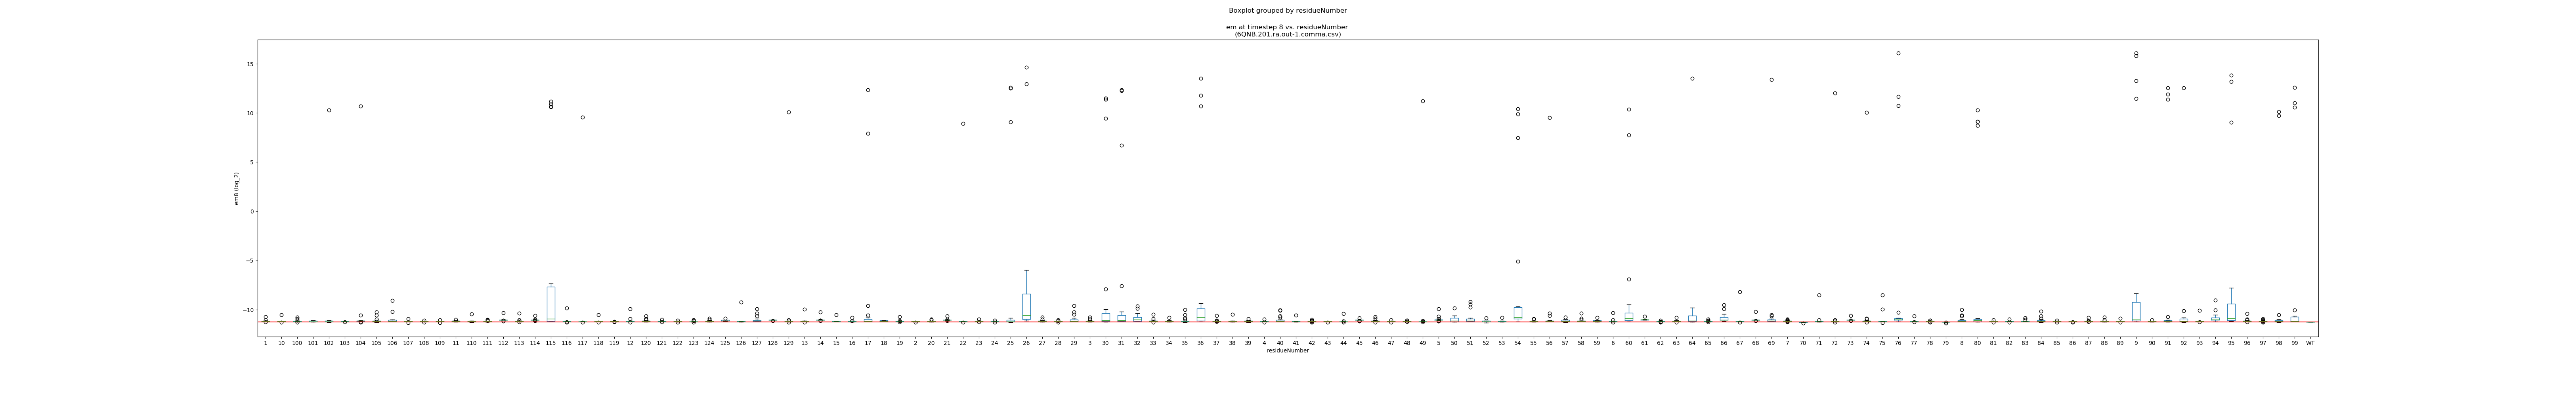 Boxplot grouped by residueNumber
em at timestep 8 vs. residueNumber
(6QNB.201.ra.out-1.comma.csv)
15
10
5
0
−5
−10
em8 (log_2)
1 10 100 101 102 103 104 105 106 107 108 109 11 110 111 112 113 114 115 116 117 118 119 12 120 121 122 123 124 125 126 127 128 129 13 14 15 16 17 18 19 2 20 21 22 23 24 25 26 27 28 29 3 30 31 32 33 34 35 36 37 38 39 4 40 41 42 43 44 45 46 47 48 49 5 50 51 52 53 54 55 56 57 58 59 6 60 61 62 63 64 65 66 67 68 69 7 70 71 72 73 74 75 76 77 78 79 8 80 81 82 83 84 85 86 87 88 89 9 90 91 92 93 94 95 96 97 98 99 WT
residueNumber